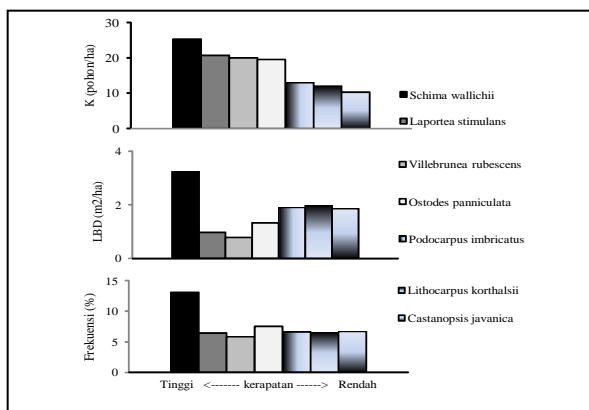 K (pohon/ha)
30
20
10
0
LBD (m2/ha)
4
2
0
Frekuensi (%)
15
10
5
0
Tinggi <------- kerapatan ------> Rendah
Schima wallichii
Laportea stimulans
Villebrunea rubescens
Ostodes panniculata
Podocarpus imbricatus
Lithocarpus korthalsii
Castanopsis javanica